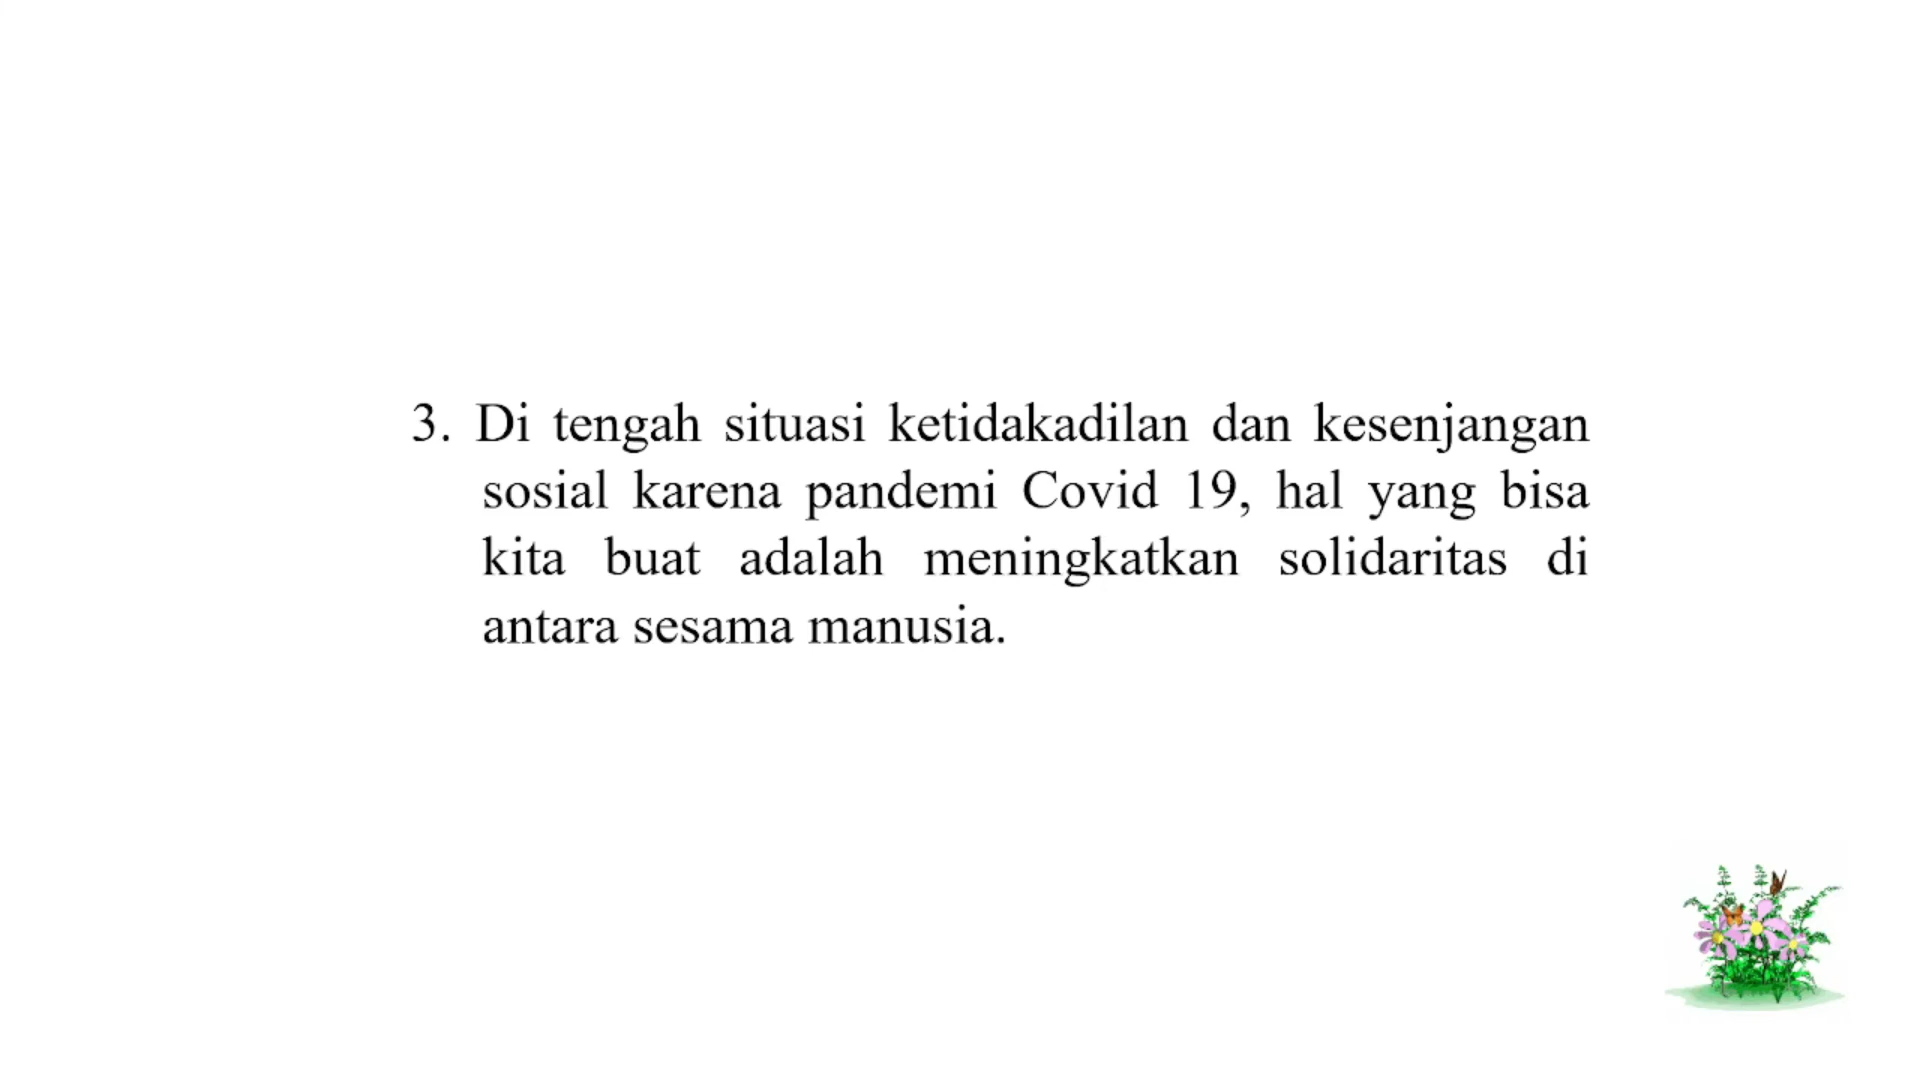 3. Di tengah situasi ketidakadilan dan kesenjangan
sosial karena pandemi Covid 19, hal yang bisa
kita buat adalah meningkatkan solidaritas di
antara sesama manusia.